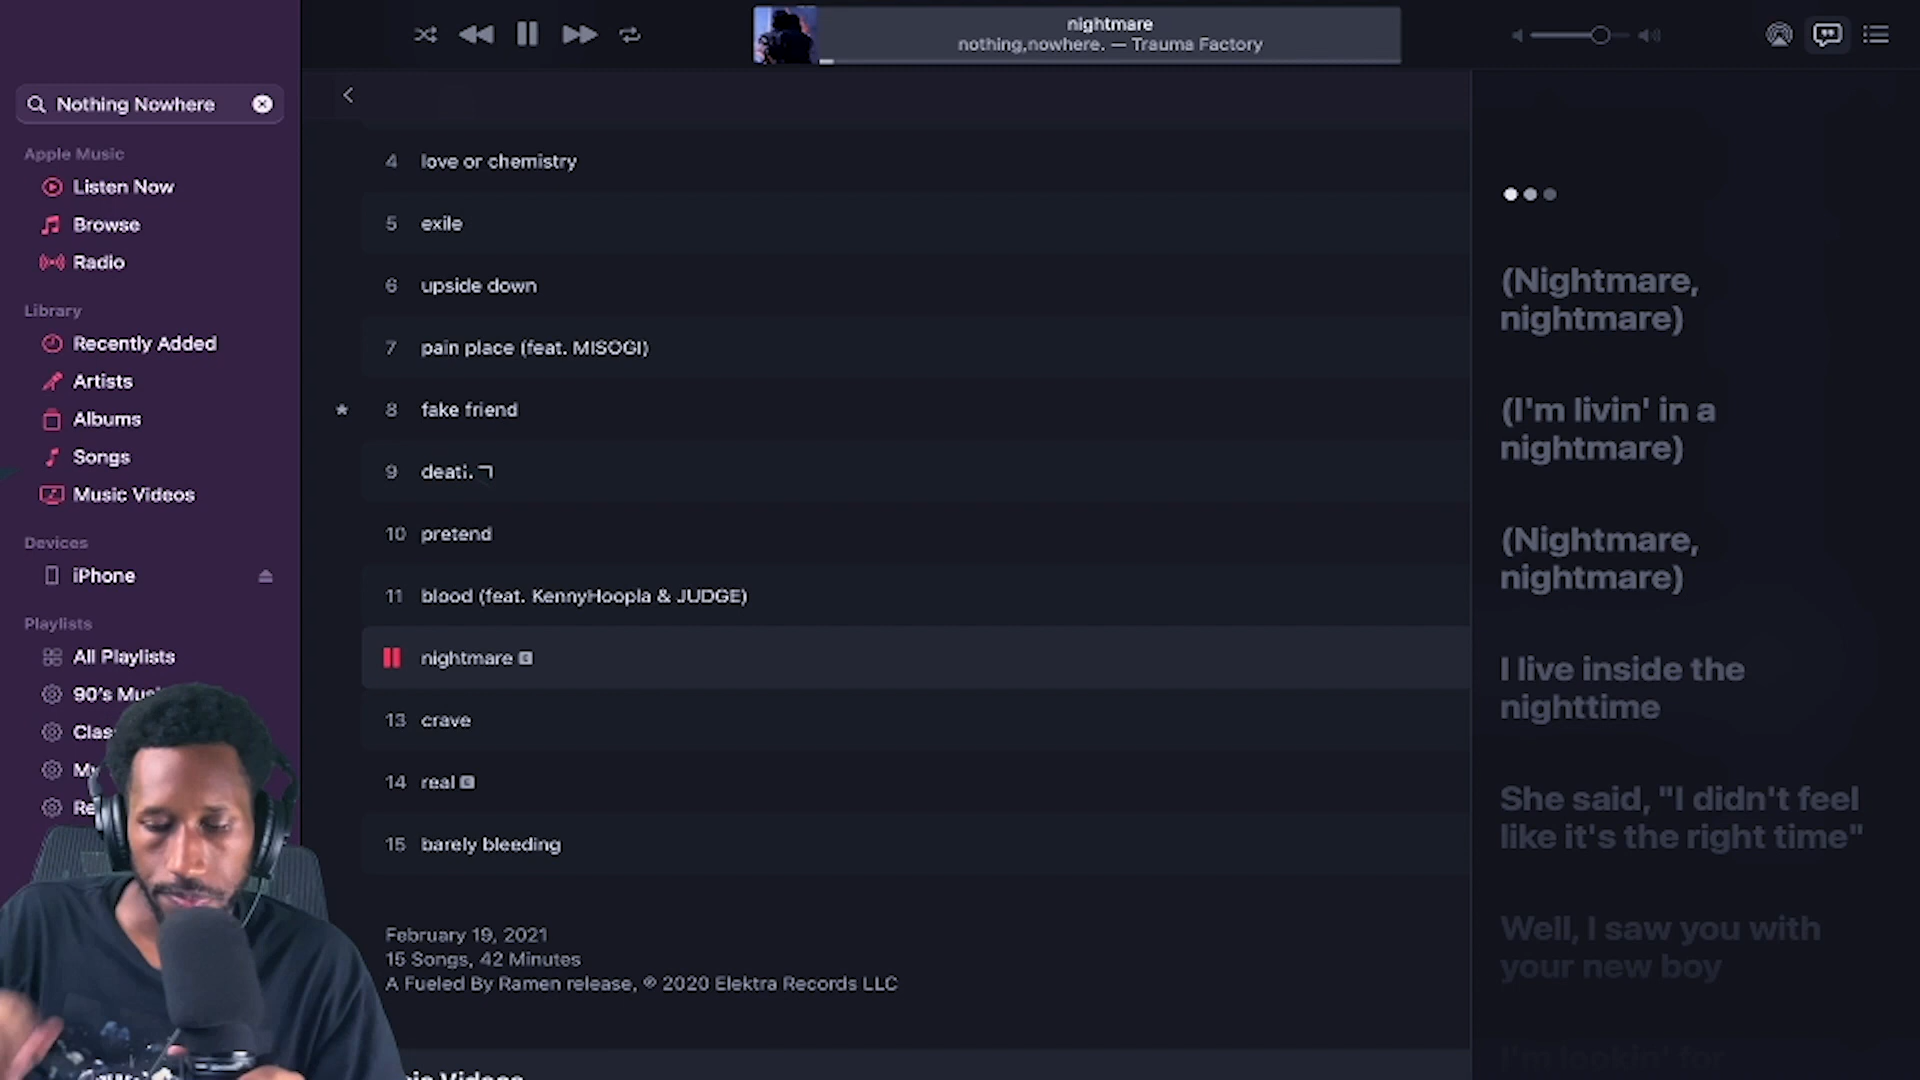 nightmare
nothing,nowhere. — Trauma Factory
Nothing Nowhere
Apple Music
Listen Now
Browse
Radio
Library
Recently Added
Artists
Albums
Songs
Music Videos
Devices
iPhone
Playlists
All Playlists
90's
4 love or chemistry
5 exile
6 upside down
7 pain place (feat. MISOGI)
★ 8 fake friend
9
10 pretend
11 blood (feat. KennyHoopla & JUDGE)
nightmare E
13 crave
14 real E
15 barely bleeding
February 19, 2021
15 Songs, 42 Minutes
A Fueled By Ramen release, ℗ 2020 Elektra Records LLC
Videos
(Nightmare,
nightmare)
(I'm livin' in a
nightmare)
(Nightmare,
nightmare)
I live inside the
nighttime
She said, "I didn't feel
like it's the right time"
Well, I saw you with
your new boy
I'm lookin' for